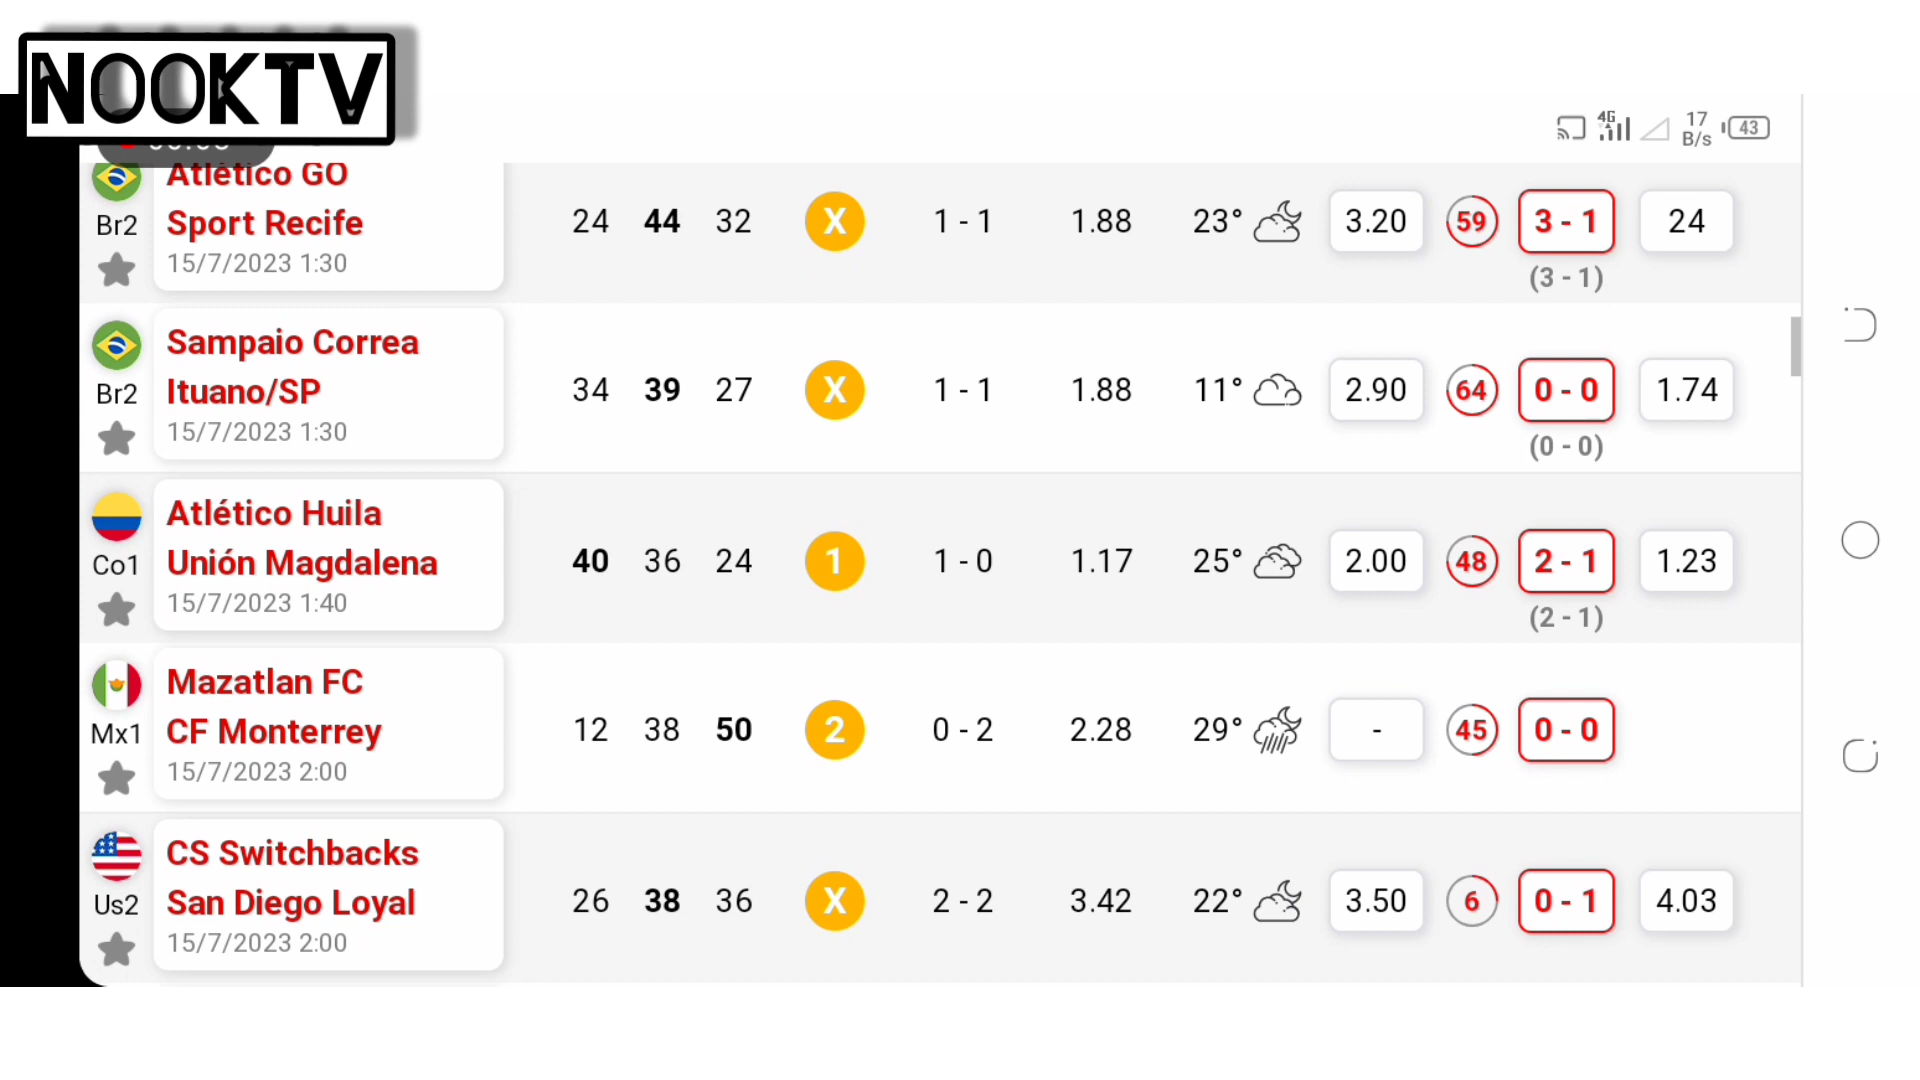 NOOKTV
4G 17 B/s 43
Atlético GO
Sport Recife
Br2
15/7/2023 1:30
24 44 32 X 1 - 1 1.88 23° 3.20 59 3 - 1 24
(3 - 1)
Sampaio Correa
Ituano/SP
Br2
15/7/2023 1:30
34 39 27 X 1 - 1 1.88 11° 2.90 64 0 - 0 1.74
(0 - 0)
Atlético Huila
Unión Magdalena
Co1
15/7/2023 1:40
40 36 24 1 1 - 0 1.17 25° 2.00 48 2 - 1 1.23
(2 - 1)
Mazatlan FC
CF Monterrey
Mx1
15/7/2023 2:00
12 38 50 2 0 - 2 2.28 29° - 45 0 - 0
CS Switchbacks
San Diego Loyal
Us2
15/7/2023 2:00
26 38 36 X 2 - 2 3.42 22° 3.50 6 0 - 1 4.03